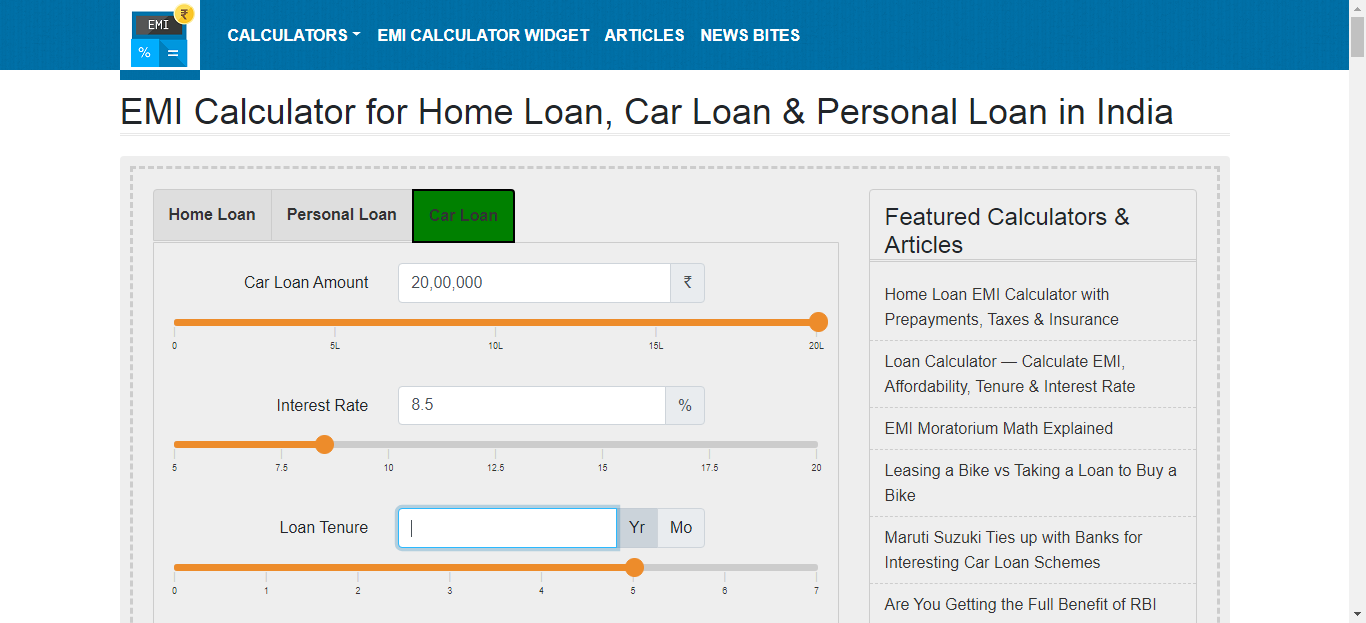 EMI
₹
%
=
CALCULATORS
EMI CALCULATOR WIDGET
ARTICLES
NEWS BITES
EMI Calculator for Home Loan, Car Loan & Personal Loan in India
Home Loan
Personal Loan
Car Loan
Car Loan Amount
20,00,000
₹
0
5L
10L
15L
20L
Interest Rate
8.5
%
5
7.5
10
12.5
15
17.5
20
Loan Tenure
Yr
Mo
0
1
2
3
4
5
6
7
Featured Calculators &
Articles
Home Loan EMI Calculator with
Prepayments, Taxes & Insurance
Loan Calculator — Calculate EMI,
Affordability, Tenure & Interest Rate
EMI Moratorium Math Explained
Leasing a Bike vs Taking a Loan to Buy a
Bike
Maruti Suzuki Ties up with Banks for
Interesting Car Loan Schemes
Are You Getting the Full Benefit of RBI